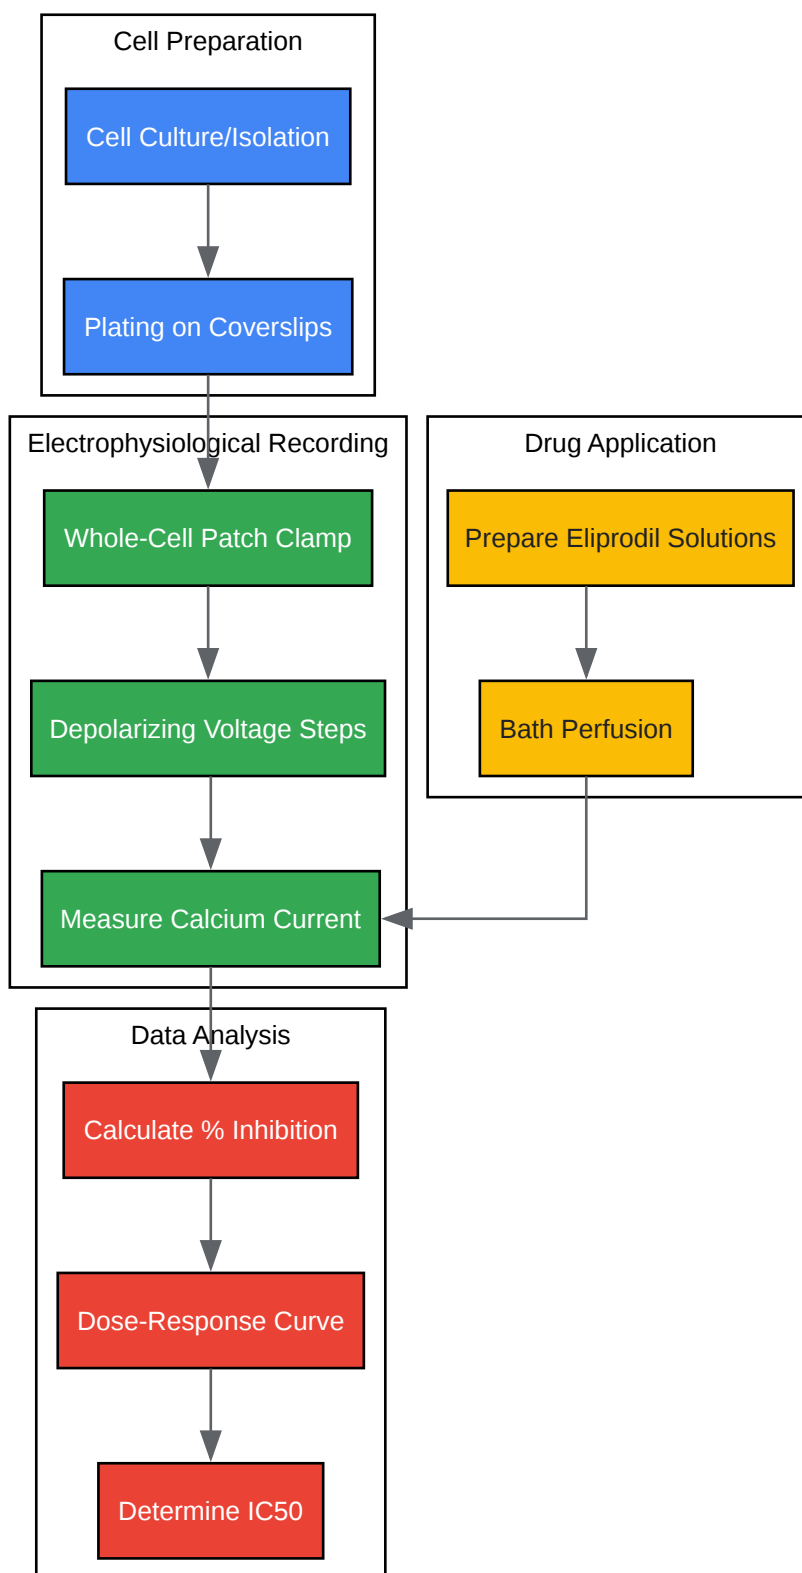 Cell Preparation
Cell Culture/Isolation
Plating on Coverslips
Electrophysiological Recording
Whole-Cell Patch Clamp
Depolarizing Voltage Steps
Measure Calcium Current
Drug Application
Prepare Eliprodil Solutions
Bath Perfusion
Data Analysis
Calculate % Inhibition
Dose-Response Curve
Determine IC50